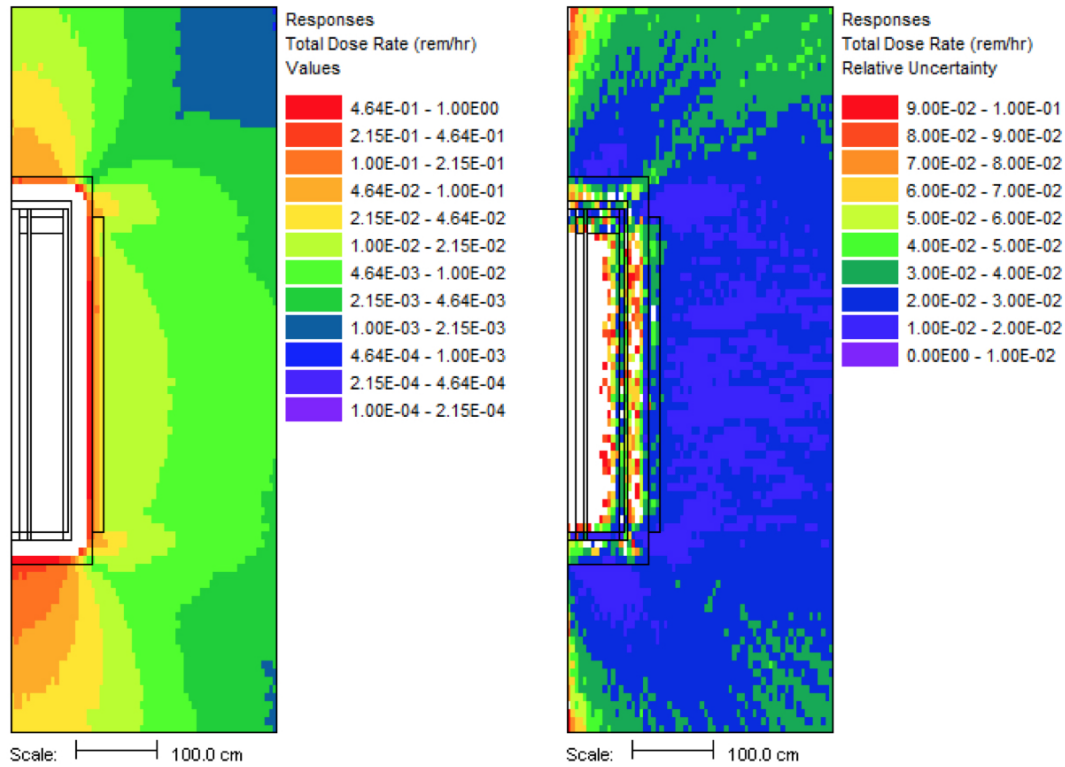 Responses
Total Dose Rate (rem/hr)
Values
4.64E-01 - 1.00E00
2.15E-01 - 4.64E-01
1.00E-01 - 2.15E-01
4.64E-02 - 1.00E-01
2.15E-02 - 4.64E-02
1.00E-02 - 2.15E-02
4.64E-03 - 1.00E-02
2.15E-03 - 4.64E-03
1.00E-03 - 2.15E-03
4.64E-04 - 1.00E-03
2.15E-04 - 4.64E-04
1.00E-04 - 2.15E-04
Scale: 100.0 cm
Responses
Total Dose Rate (rem/hr)
Relative Uncertainty
9.00E-02 - 1.00E-01
8.00E-02 - 9.00E-02
7.00E-02 - 8.00E-02
6.00E-02 - 7.00E-02
5.00E-02 - 6.00E-02
4.00E-02 - 5.00E-02
3.00E-02 - 4.00E-02
2.00E-02 - 3.00E-02
1.00E-02 - 2.00E-02
0.00E00 - 1.00E-02
Scale: 100.0 cm